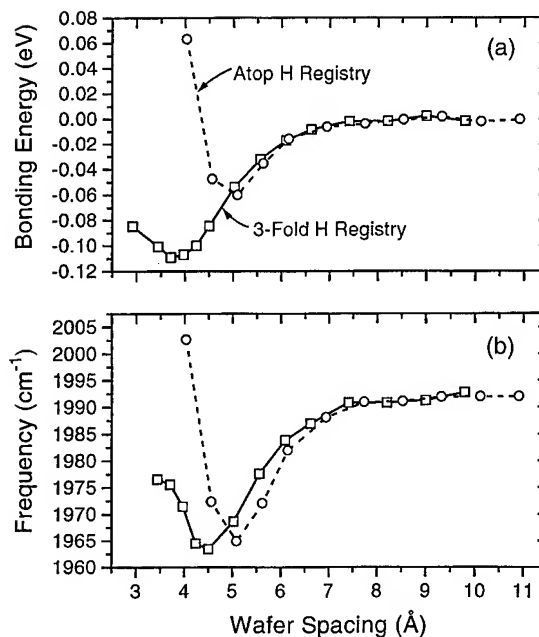 0.08
0.06
0.04
0.02
0.00
-0.02
-0.04
-0.06
-0.08
-0.10
-0.12
Bonding Energy (eV)
(a)
Atop H Registry
3-Fold H Registry
2005
2000
1995
1990
1985
1980
1975
1970
1965
1960
Frequency (cm⁻¹)
(b)
3 4 5 6 7 8 9 10 11
Wafer Spacing (Å)